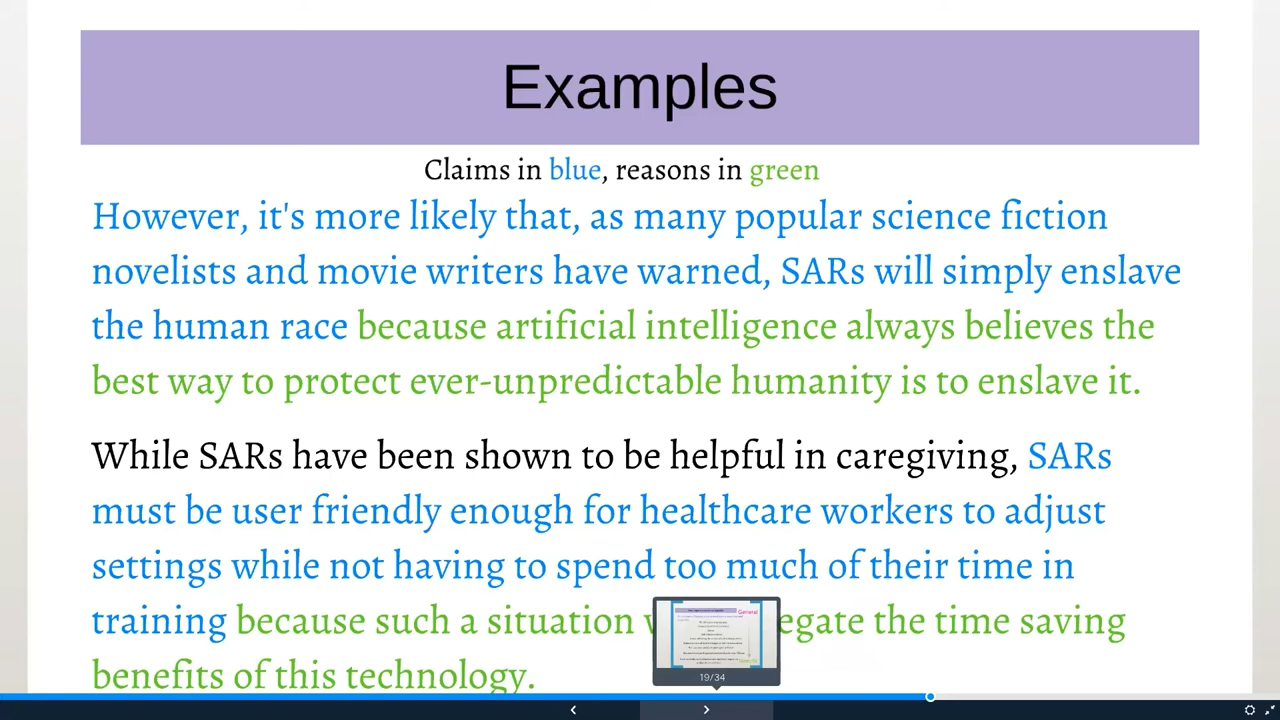 Examples
Claims in blue, reasons in green
However, it's more likely that, as many popular science fiction
novelists and movie writers have warned, SARs will simply enslave
the human race because artificial intelligence always believes the
best way to protect ever-unpredictable humanity is to enslave it.
While SARs have been shown to be helpful in caregiving, SARs
must be user friendly enough for healthcare workers to adjust
settings while not having to spend too much of their time in
training because such a situation egate the time saving
benefits of this technology.
General
19/34